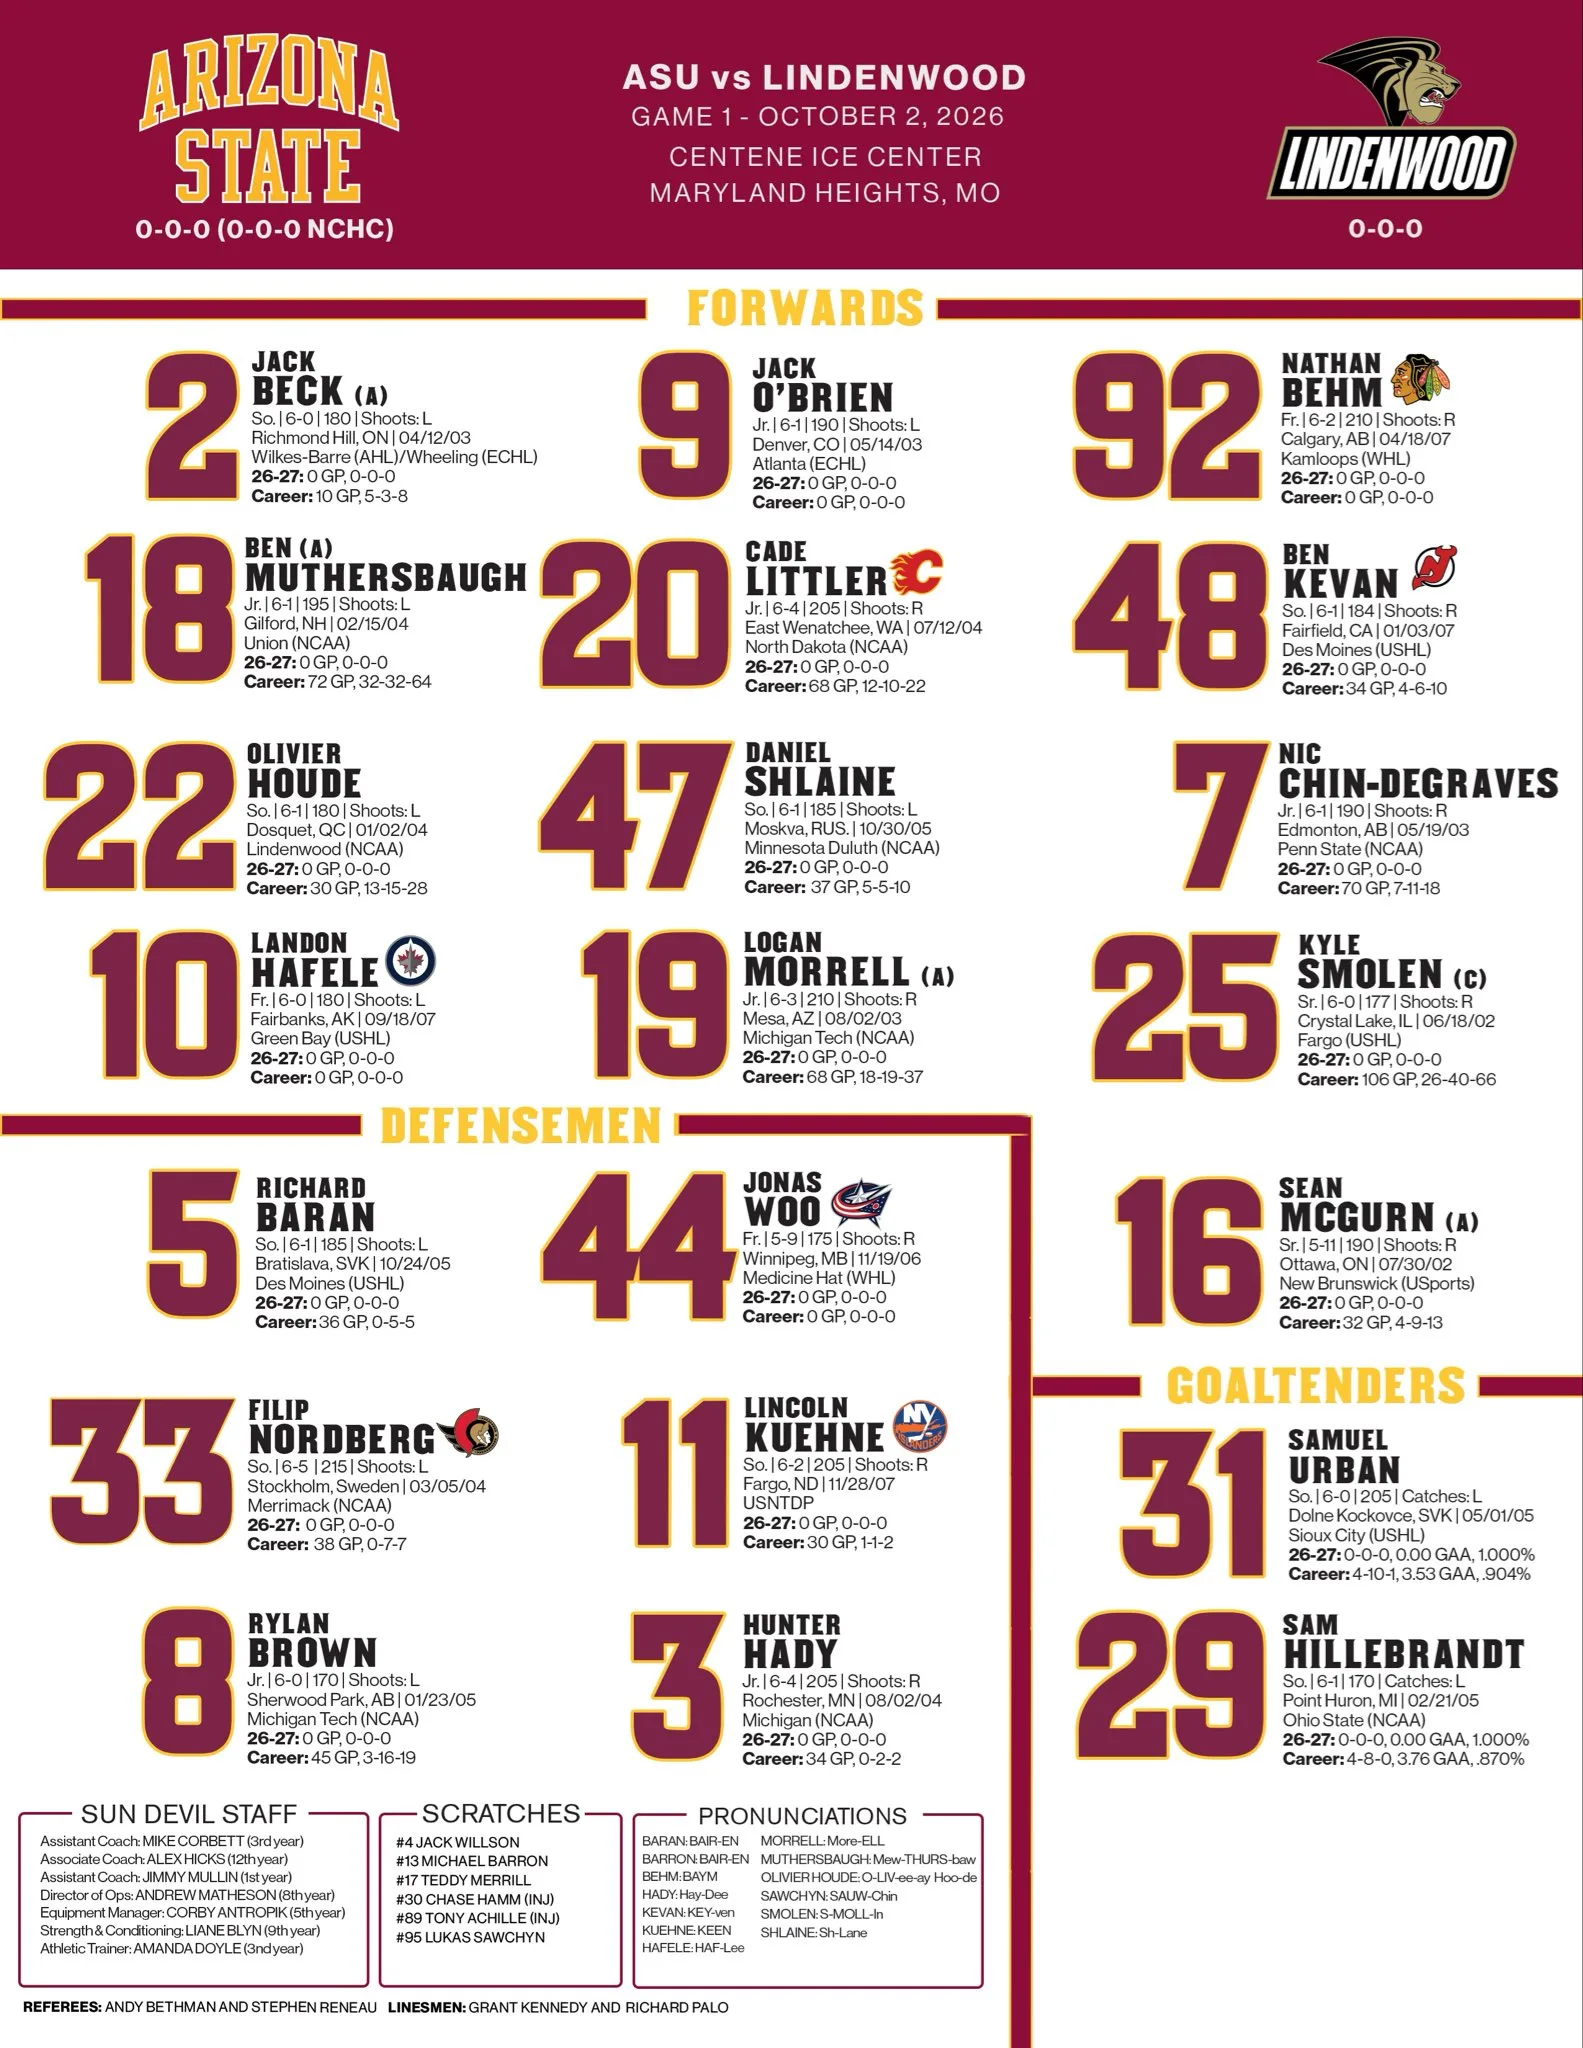 ARIZONA
STATE
0-0-0 (0-0-0 NCHC)
ASU vs LINDENWOOD
GAME 1 - OCTOBER 2, 2026
CENTENE ICE CENTER
MARYLAND HEIGHTS, MO
LINDENWOOD
0-0-0
FORWARDS
2
JACK
BECK (A)
So. | 6-0 | 180 | Shoots: L
Richmond Hill, ON | 04/12/03
Wilkes-Barre (AHL)/Wheeling (ECHL)
26-27: 0 GP, 0-0-0
Career: 10 GP, 5-3-8
9
JACK
O'BRIEN
Jr. | 6-1 | 190 | Shoots: L
Denver, CO | 05/14/03
Atlanta (ECHL)
26-27: 0 GP, 0-0-0
Career: 0 GP, 0-0-0
92
NATHAN
BEHM
Fr. | 6-2 | 210 | Shoots: R
Calgary, AB | 04/18/07
Kamloops (WHL)
26-27: 0 GP, 0-0-0
Career: 0 GP, 0-0-0
18
BEN (A)
MUTHERSBAUGH
Jr. | 6-1 | 195 | Shoots: L
Gilford, NH | 02/15/04
Union (NCAA)
26-27: 0 GP, 0-0-0
Career: 72 GP, 32-32-64
20
CADE
LITTLER
Jr. | 6-4 | 205 | Shoots: R
East Wenatchee, WA | 07/12/04
North Dakota (NCAA)
26-27: 0 GP, 0-0-0
Career: 68 GP, 12-10-22
48
BEN
KEVAN
So. | 6-1 | 184 | Shoots: R
Fairfield, CA | 01/03/07
Des Moines (USHL)
26-27: 0 GP, 0-0-0
Career: 34 GP, 4-6-10
22
OLIVIER
HOUDE
So. | 6-1 | 180 | Shoots: L
Dosquet, QC | 01/02/04
Lindenwood (NCAA)
26-27: 0 GP, 0-0-0
Career: 30 GP, 13-15-28
47
DANIEL
SHLAINE
So. | 6-1 | 185 | Shoots: L
Moskva, RUS. | 10/30/05
Minnesota Duluth (NCAA)
26-27: 0 GP, 0-0-0
Career: 37 GP, 5-5-10
7
NIC
CHIN-DEGRAVES
Jr. | 6-1 | 190 | Shoots: R
Edmonton, AB | 05/19/03
Penn State (NCAA)
26-27: 0 GP, 0-0-0
Career: 70 GP, 7-11-18
10
LANDON
HAFELE
Fr. | 6-0 | 180 | Shoots: L
Fairbanks, AK | 09/18/07
Green Bay (USHL)
26-27: 0 GP, 0-0-0
Career: 0 GP, 0-0-0
19
LOGAN
MORRELL (A)
Jr. | 6-3 | 210 | Shoots: R
Mesa, AZ | 08/02/03
Michigan Tech (NCAA)
26-27: 0 GP, 0-0-0
Career: 68 GP, 18-19-37
25
KYLE
SMOLEN (C)
Sr. | 6-0 | 177 | Shoots: R
Crystal Lake, IL | 06/18/02
Fargo (USHL)
26-27: 0 GP, 0-0-0
Career: 106 GP, 26-40-66
16
SEAN
MCGURN (A)
Sr. | 5-11 | 190 | Shoots: R
Ottawa, ON | 07/30/02
New Brunswick (USports)
26-27: 0 GP, 0-0-0
Career: 32 GP, 4-9-13
DEFENSEMEN
5
RICHARD
BARAN
So. | 6-1 | 185 | Shoots: L
Bratislava, SVK | 10/24/05
Des Moines (USHL)
26-27: 0 GP, 0-0-0
Career: 36 GP, 0-5-5
44
JONAS
WOO
Fr. | 5-9 | 175 | Shoots: R
Winnipeg, MB | 11/19/06
Medicine Hat (WHL)
26-27: 0 GP, 0-0-0
Career: 0 GP, 0-0-0
33
FILIP
NORDBERG
So. | 6-5 | 215 | Shoots: L
Stockholm, Sweden | 03/05/04
Merrimack (NCAA)
26-27: 0 GP, 0-0-0
Career: 38 GP, 0-7-7
11
LINCOLN
KUEHNE
NY
ISLANDERS
So. | 6-2 | 205 | Shoots: R
Fargo, ND | 11/28/07
USNTDP
26-27: 0 GP, 0-0-0
Career: 30 GP, 1-1-2
8
RYLAN
BROWN
Jr. | 6-0 | 170 | Shoots: L
Sherwood Park, AB | 01/23/05
Michigan Tech (NCAA)
26-27: 0 GP, 0-0-0
Career: 45 GP, 3-16-19
3
HUNTER
HADY
Jr. | 6-4 | 205 | Shoots: R
Rochester, MN | 08/02/04
Michigan (NCAA)
26-27: 0 GP, 0-0-0
Career: 34 GP, 0-2-2
GOALTENDERS
31
SAMUEL
URBAN
So. | 6-0 | 205 | Catches: L
Dolne Kockovce, SVK | 05/01/05
Sioux City (USHL)
26-27: 0-0-0, 0.00 GAA, 1.000%
Career: 4-10-1, 3.53 GAA, .904%
29
SAM
HILLEBRANDT
So. | 6-1 | 170 | Catches: L
Point Huron, MI | 02/21/05
Ohio State (NCAA)
26-27: 0-0-0, 0.00 GAA, 1.000%
Career: 4-8-0, 3.76 GAA, .870%
SUN DEVIL STAFF
Assistant Coach: MIKE CORBETT (3rd year)
Associate Coach: ALEX HICKS (12th year)
Assistant Coach: JIMMY MULLIN (1st year)
Director of Ops: ANDREW MATHESON (8th year)
Equipment Manager: CORBY ANTROPIK (5th year)
Strength & Conditioning: LIANE BLYN (9th year)
Athletic Trainer: AMANDA DOYLE (3nd year)
SCRATCHES
#4 JACK WILLSON
#13 MICHAEL BARRON
#17 TEDDY MERRILL
#30 CHASE HAMM (INJ)
#89 TONY ACHILLE (INJ)
#95 LUKAS SAWCHYN
PRONUNCIATIONS
BARAN: BAIR-EN
BARRON: BAIR-EN
BEHM: BAYM
HADY: Hay-Dee
KEVAN: KEY-ven
KUEHNE: KEEN
HAFELE: HAF-Lee
MORRELL: More-ELL
MUTHERSBAUGH: Mew-THURS-baw
OLIVIER HOUDE: O-LIV-ee-ay Hoo-de
SAWCHYN: SAUW-Chin
SMOLEN: S-MOLL-In
SHLAINE: Sh-Lane
REFEREES: ANDY BETHMAN AND STEPHEN RENEAU LINESMEN: GRANT KENNEDY AND RICHARD PALO